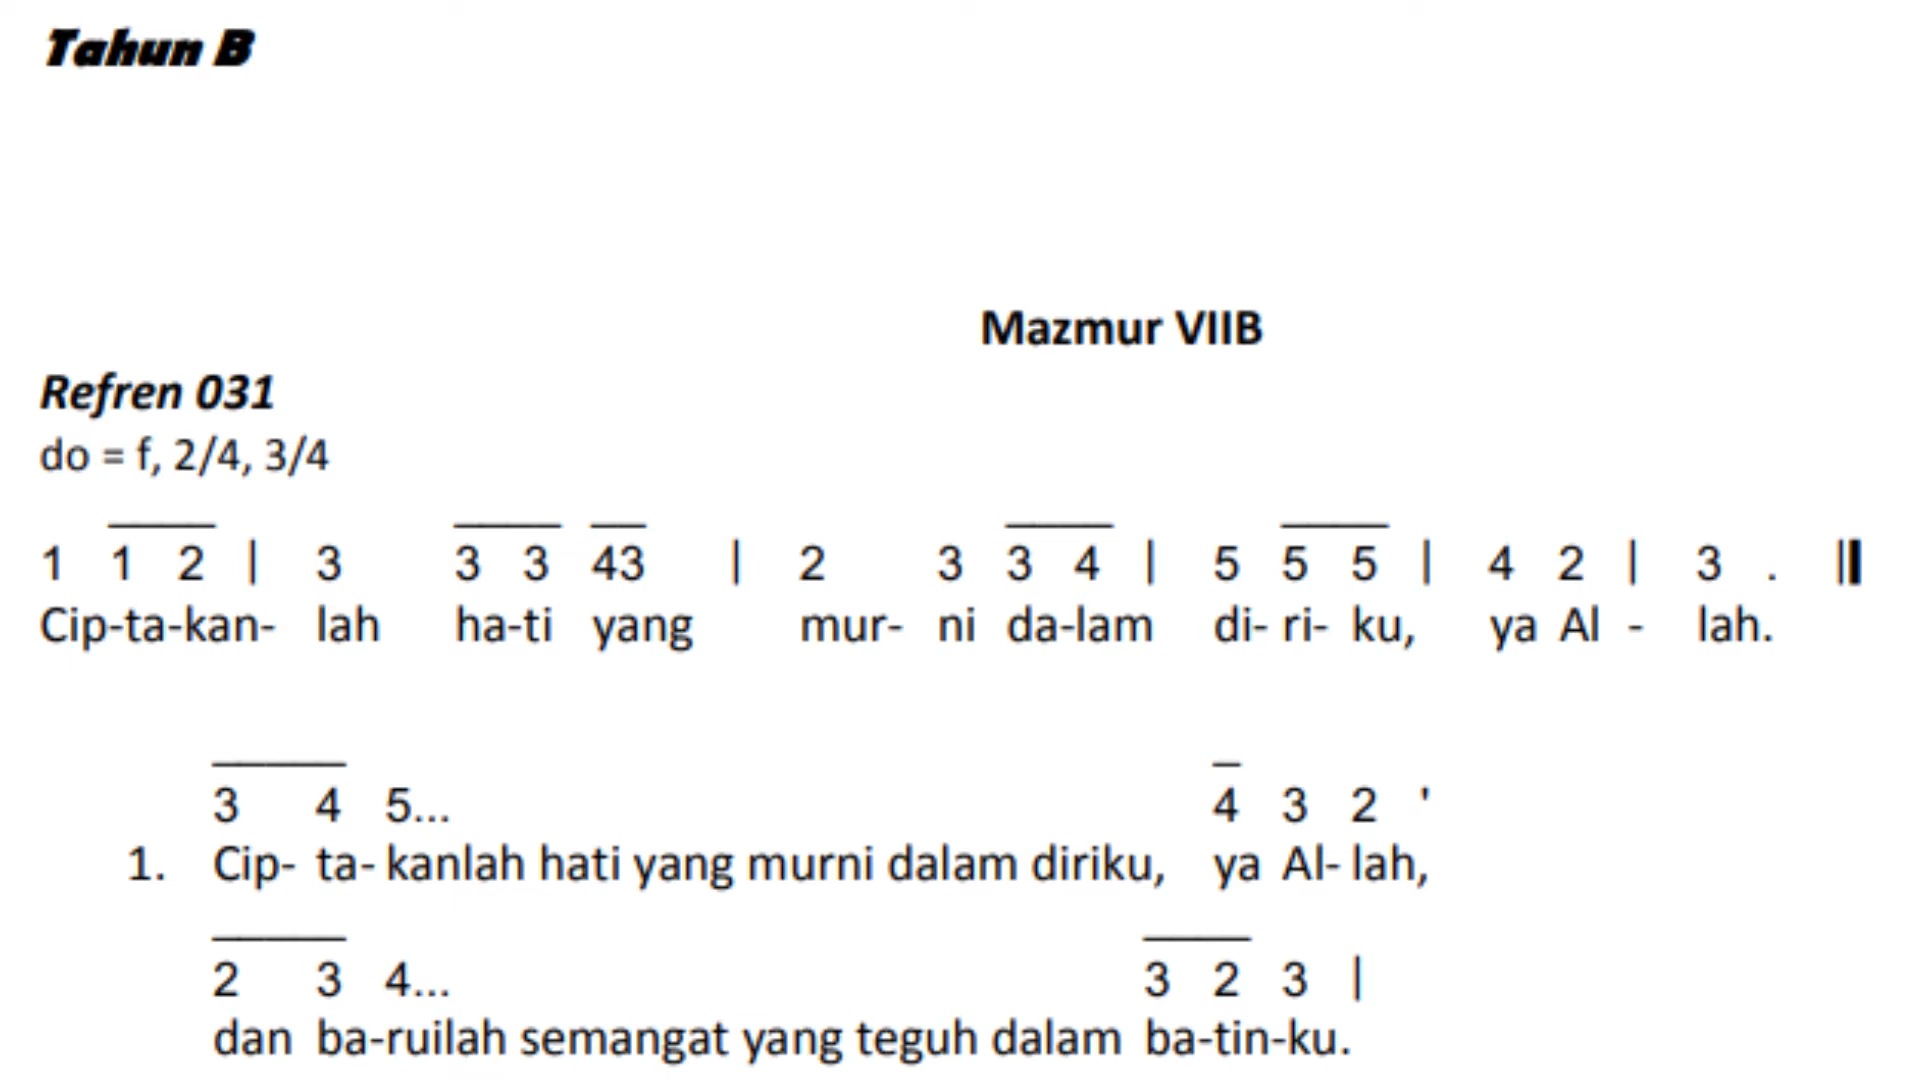 Tahun B
Mazmur VIIB
Refren 031
do = f, 2/4, 3/4
1 1 2 | 3 3 3 43 | 2 3 3 4 | 5 5 5 | 4 2 | 3 . ||
Cip-ta-kan- lah ha-ti yang mur- ni da-lam di- ri- ku, ya Al - lah.
3 4 5... 4 3 2 '
1. Cip- ta- kanlah hati yang murni dalam diriku, ya Al- lah,
2 3 4... 3 2 3 |
dan ba-ruilah semangat yang teguh dalam ba-tin-ku.